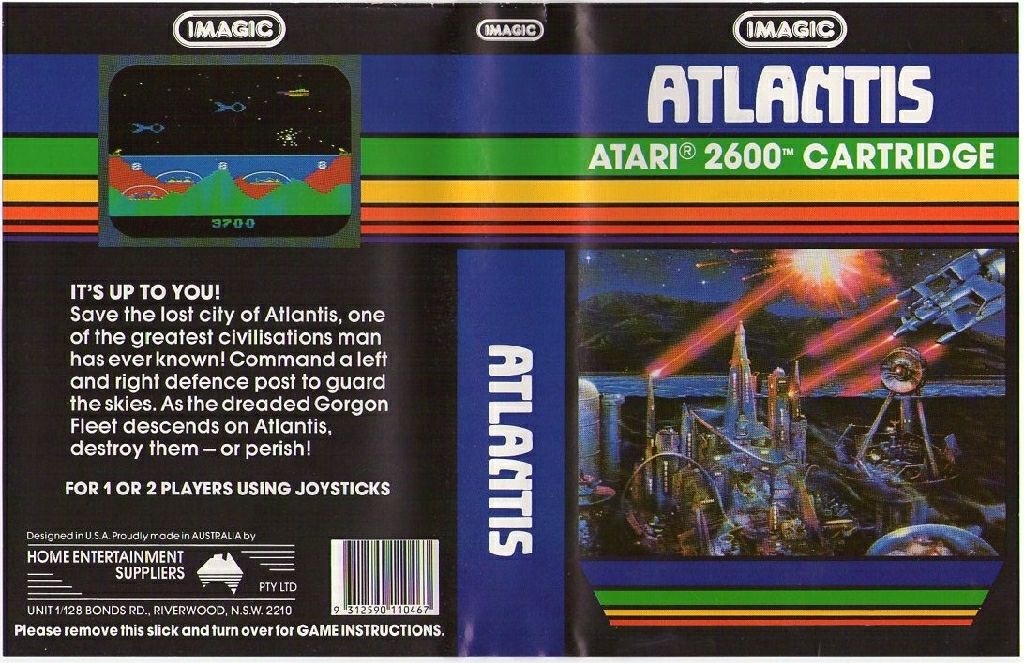 IMAGIC
3700
IT'S UP TO YOU!
Save the lost city of Atlantis, one
of the greatest civilisations man
has ever known! Command a left
and right defence post to guard
the skies. As the dreaded Gorgon
Fleet descends on Atlantis,
destroy them – or perish!
FOR 1 OR 2 PLAYERS USING JOYSTICKS
Designed in U.S.A. Proudly made in AUSTRALIA by
HOME ENTERTAINMENT
SUPPLIERS
PTY LTD
UNIT 1/128 BONDS RD., RIVERWOOD, N.S.W. 2210
9 312590 110467
Please remove this slick and turn over for GAME INSTRUCTIONS.
IMAGIC
ATLANTIS
IMAGIC
ATLANTIS
ATARI® 2600™ CARTRIDGE